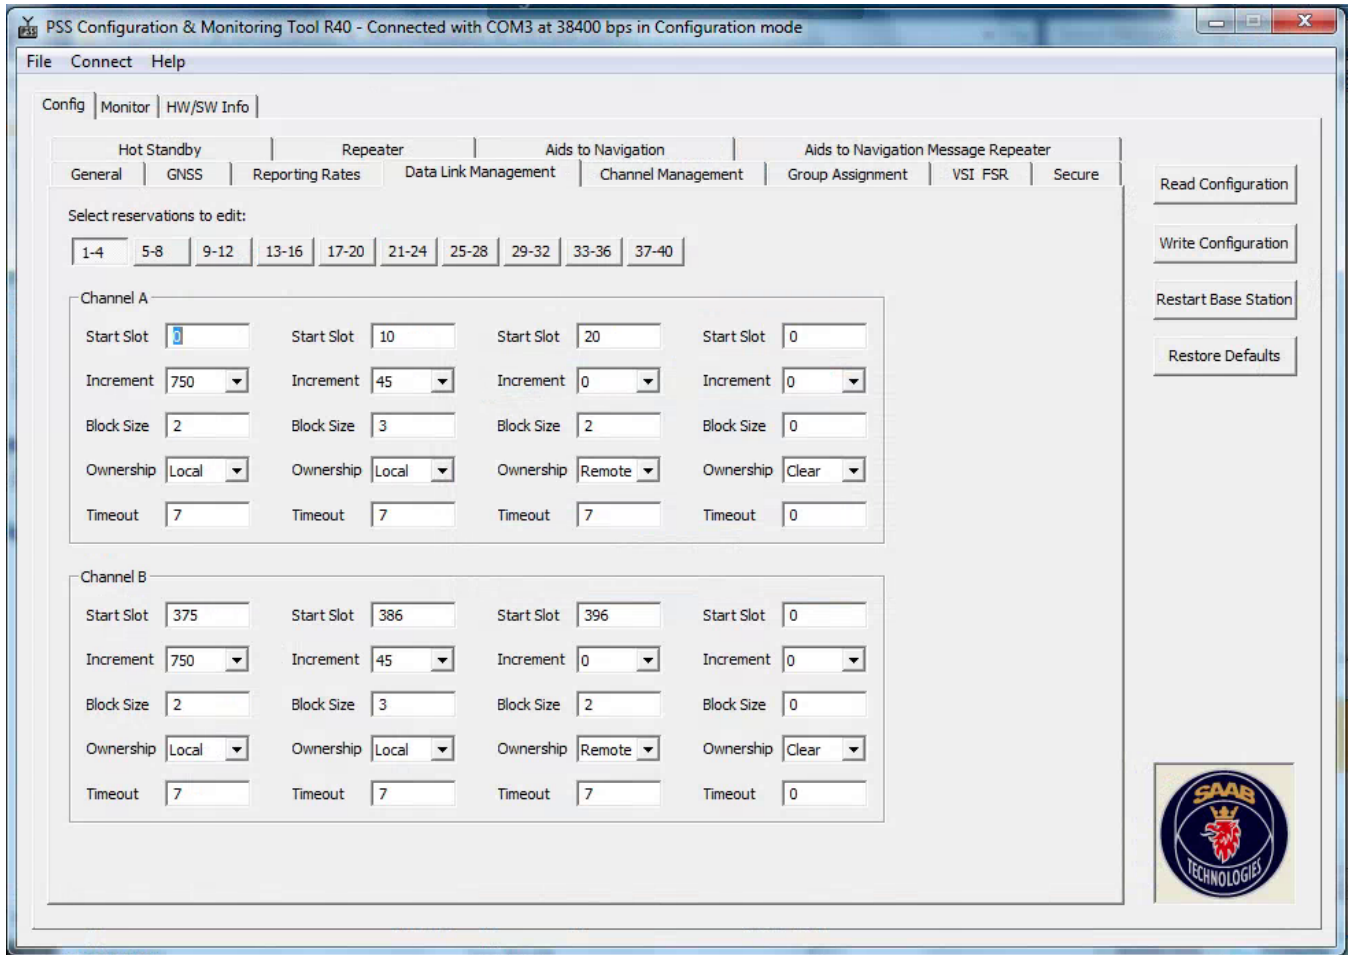 PSS Configuration & Monitoring Tool R40 - Connected with COM3 at 38400 bps in Configuration mode
File Connect Help
Config Monitor HW/SW Info
Hot Standby Repeater Aids to Navigation Aids to Navigation Message Repeater
General GNSS Reporting Rates Data Link Management Channel Management Group Assignment VSI FSR Secure
Read Configuration
Select reservations to edit:
1-4 5-8 9-12 13-16 17-20 21-24 25-28 29-32 33-36 37-40
Write Configuration
Channel A
Restart Base Station
Start Slot 0 Start Slot 10 Start Slot 20 Start Slot 0
Restore Defaults
Increment 750 Increment 45 Increment 0 Increment 0
Block Size 2 Block Size 3 Block Size 2 Block Size 0
Ownership Local Ownership Local Ownership Remote Ownership Clear
Timeout 7 Timeout 7 Timeout 7 Timeout 0
Channel B
Start Slot 375 Start Slot 386 Start Slot 396 Start Slot 0
Increment 750 Increment 45 Increment 0 Increment 0
Block Size 2 Block Size 3 Block Size 2 Block Size 0
Ownership Local Ownership Local Ownership Remote Ownership Clear
Timeout 7 Timeout 7 Timeout 7 Timeout 0
SAAB
TECHNOLOGIES